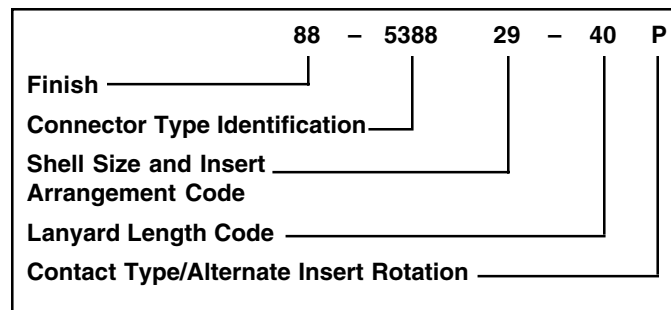 88 – 5388 29 – 40 P
Finish
Connector Type Identification
Shell Size and Insert
Arrangement Code
Lanyard Length Code
Contact Type/Alternate Insert Rotation